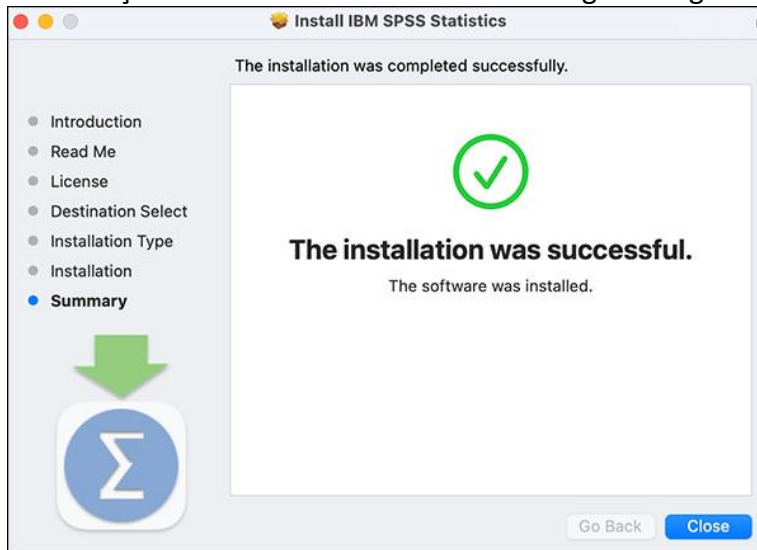 Install IBM SPSS Statistics
The installation was completed successfully.
Introduction
Read Me
License
Destination Select
Installation Type
Installation
Summary
The installation was successful.
The software was installed.
Σ
Go Back
Close